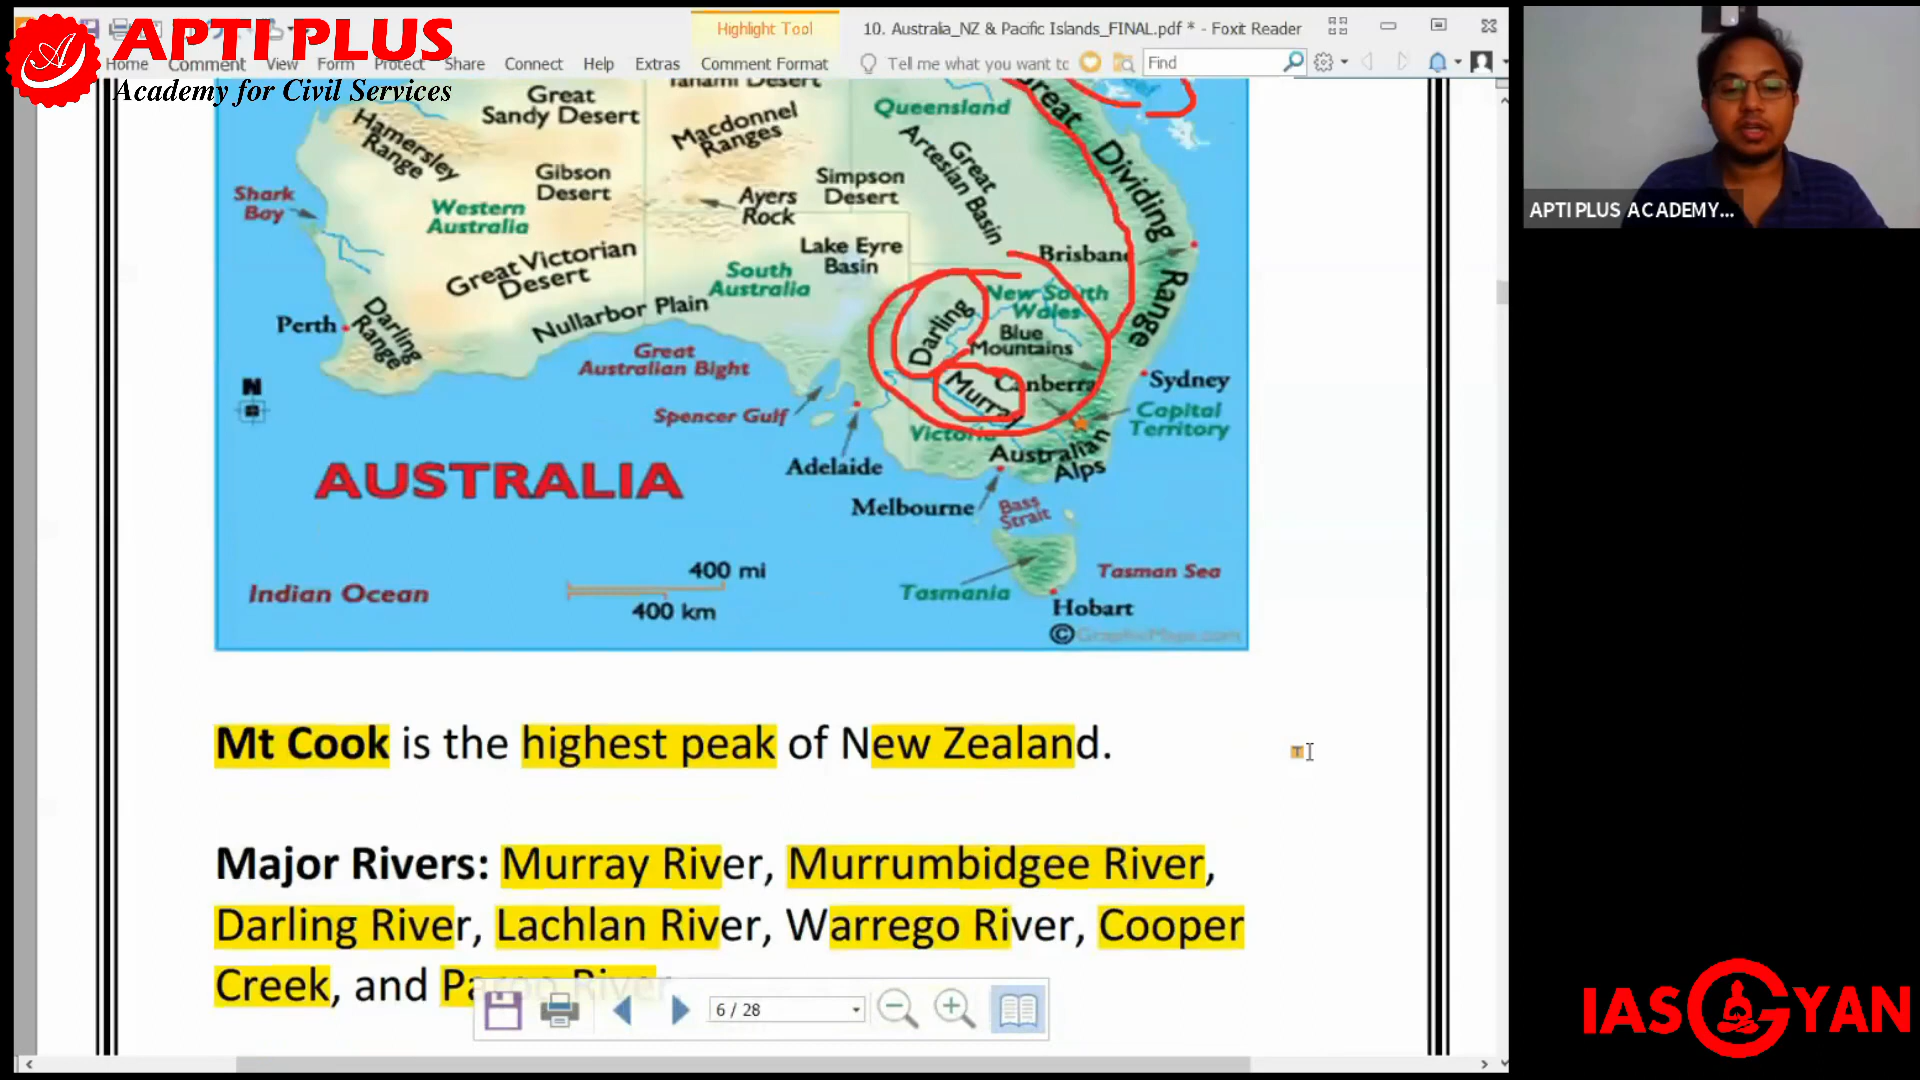 Highlight Tool
10. Australia_NZ & Pacific Islands_FINAL.pdf * - Foxit Reader
APTI PLUS
Academy for Civil Services
Home Comment View Form Protect Share Connect Help Extras Comment Format
Tell me what you want to
Find
Tanami Desert
Great Sandy Desert
Hamersley Range
Macdonnel Ranges
Queensland
Great Artesian Basin
Great Dividing Range
Gibson Desert
Simpson Desert
Shark Bay
Western Australia
Ayers Rock
Great Victorian Desert
Lake Eyre Basin
South Australia
Brisbane
New South Wales
Nullarbor Plain
Perth
Darling Range
Darling
Blue Mountains
Great Australian Bight
Murray
Canberra
Sydney
N
Spencer Gulf
Capital Territory
Victoria
Australian Alps
Adelaide
AUSTRALIA
Melbourne
Bass Strait
400 mi
Indian Ocean
400 km
Tasmania
Tasman Sea
Hobart
© GraphicMaps.com
Mt Cook is the highest peak of New Zealand.
Major Rivers: Murray River, Murrumbidgee River,
Darling River, Lachlan River, Warrego River, Cooper
Creek, and Paroo River
6 / 28
APTI PLUS ACADEMY...
IAS GYAN